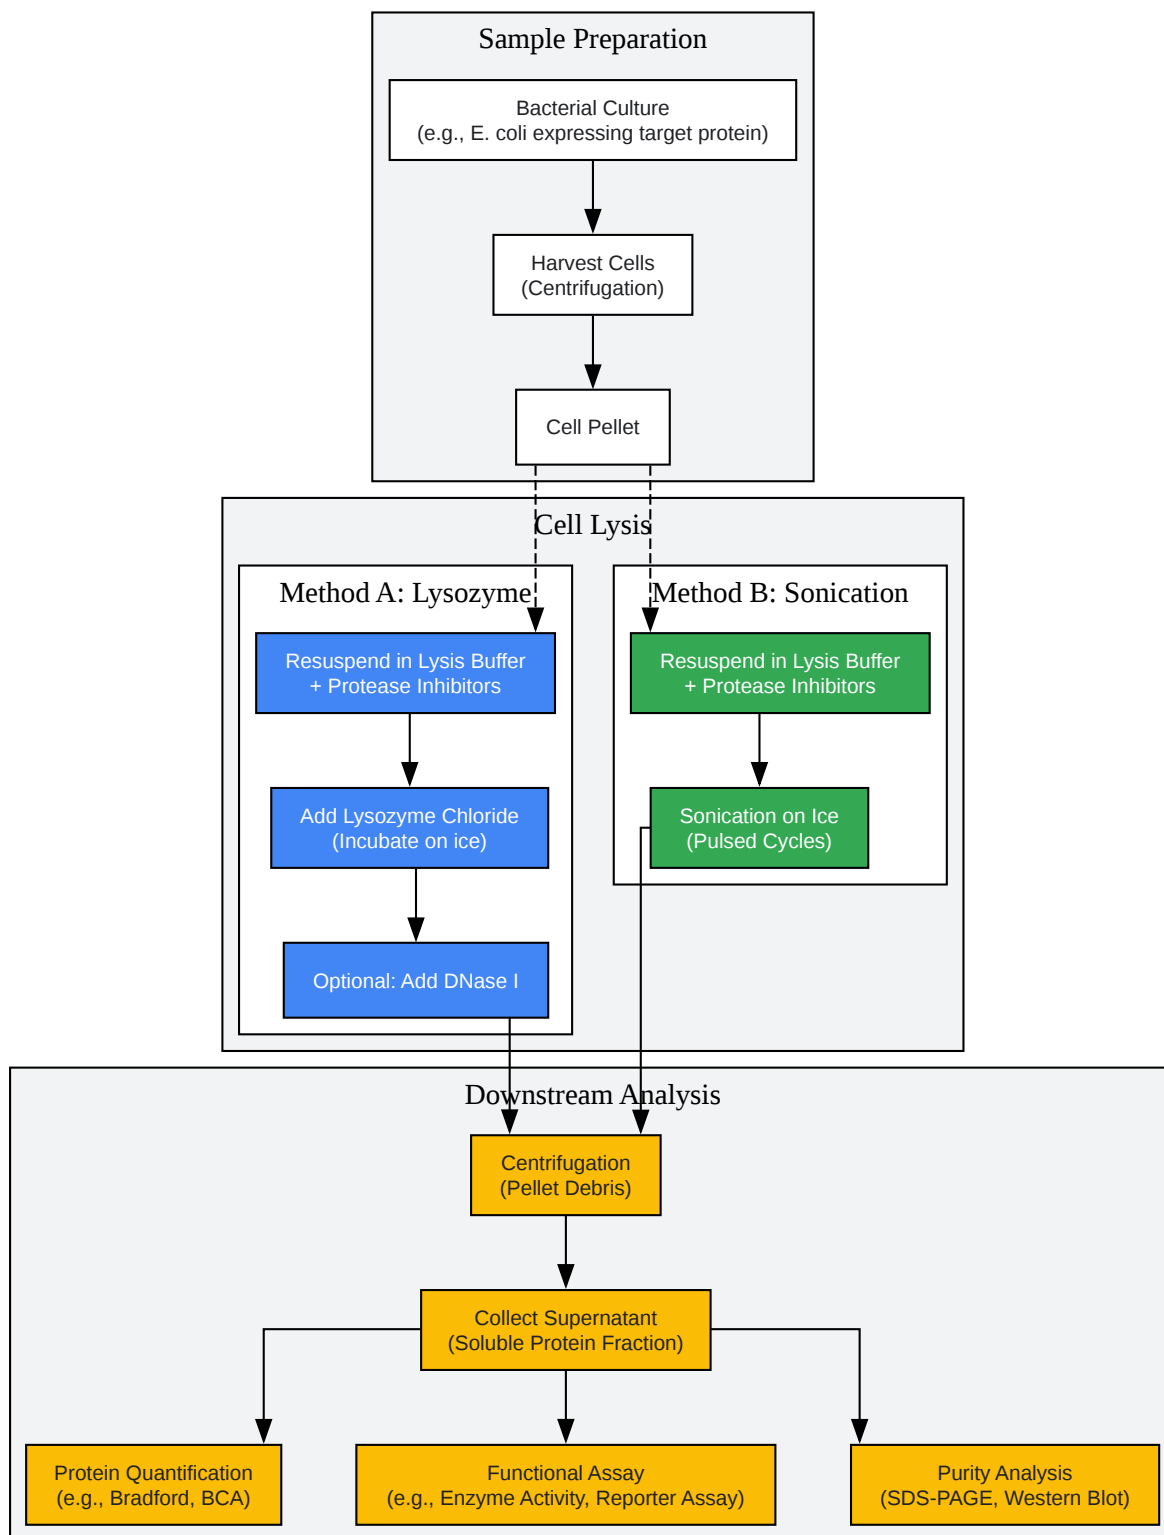 Sample Preparation
Bacterial Culture
(e.g., E. coli expressing target protein)
Harvest Cells
(Centrifugation)
Cell Pellet
Cell Lysis
Method A: Lysozyme
Resuspend in Lysis Buffer
+ Protease Inhibitors
Add Lysozyme Chloride
(Incubate on ice)
Optional: Add DNase I
Method B: Sonication
Resuspend in Lysis Buffer
+ Protease Inhibitors
Sonication on Ice
(Pulsed Cycles)
Downstream Analysis
Centrifugation
(Pellet Debris)
Collect Supernatant
(Soluble Protein Fraction)
Protein Quantification
(e.g., Bradford, BCA)
Functional Assay
(e.g., Enzyme Activity, Reporter Assay)
Purity Analysis
(SDS-PAGE, Western Blot)